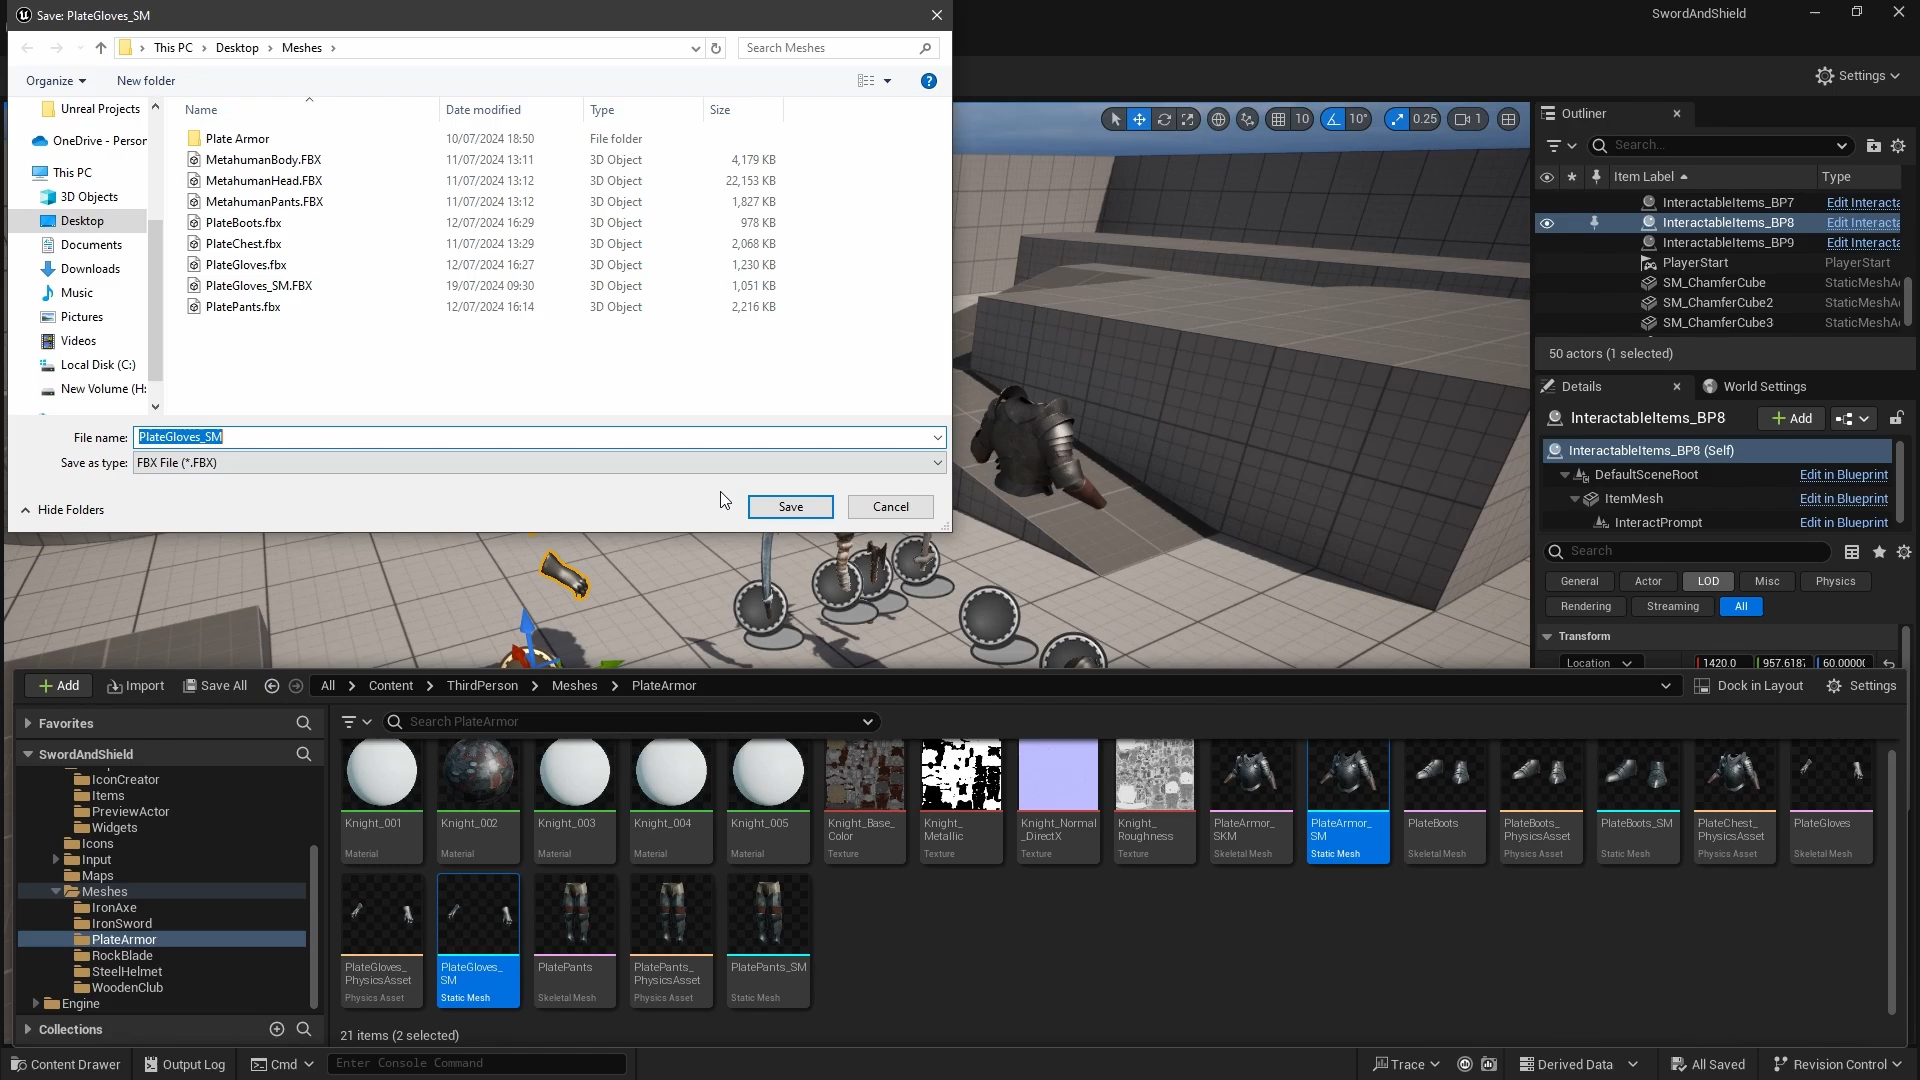 Save: PlateGloves_SM
SwordAndShield
This PC
Desktop
Meshes
Search Meshes
Organize
New folder
Settings
Name
Date modified
Type
Size
Unreal Projects
OneDrive - Person
This PC
3D Objects
Desktop
Documents
Downloads
Music
Pictures
Videos
Local Disk (C:)
New Volume (H:
Plate Armor 10/07/2024 18:50 File folder
MetahumanBody.FBX 11/07/2024 13:11 3D Object 4,179 KB
MetahumanHead.FBX 11/07/2024 13:12 3D Object 22,153 KB
MetahumanPants.FBX 11/07/2024 13:12 3D Object 1,827 KB
PlateBoots.fbx 12/07/2024 16:29 3D Object 978 KB
PlateChest.fbx 11/07/2024 13:29 3D Object 2,068 KB
PlateGloves.fbx 12/07/2024 16:27 3D Object 1,230 KB
PlateGloves_SM.FBX 19/07/2024 09:30 3D Object 1,051 KB
PlatePants.fbx 12/07/2024 16:14 3D Object 2,216 KB
File name: PlateGloves_SM
Save as type: FBX File (*.FBX)
Hide Folders
Save
Cancel
10
10°
0.25
1
Outliner
Search...
Item Label
Type
InteractableItems_BP7 Edit Interacta
InteractableItems_BP8 Edit Interacta
InteractableItems_BP9 Edit Interacta
PlayerStart PlayerStart
SM_ChamferCube StaticMeshA
SM_ChamferCube2 StaticMeshA
SM_ChamferCube3 StaticMeshA
50 actors (1 selected)
Details
World Settings
InteractableItems_BP8
Add
InteractableItems_BP8 (Self)
DefaultSceneRoot Edit in Blueprint
ItemMesh Edit in Blueprint
InteractPrompt Edit in Blueprint
Search
General
Actor
LOD
Misc
Physics
Rendering
Streaming
All
Transform
Location 1420.0 957.6187 60.00000
Add
Import
Save All
All
Content
ThirdPerson
Meshes
PlateArmor
Dock in Layout
Settings
Favorites
SwordAndShield
IconCreator
Items
PreviewActor
Widgets
Icons
Input
Maps
Meshes
IronAxe
IronSword
PlateArmor
RockBlade
SteelHelmet
WoodenClub
Engine
Collections
Search PlateArmor
Knight_001
Material
Knight_002
Material
Knight_003
Material
Knight_004
Material
Knight_005
Material
Knight_Base_
Color
Texture
Knight_
Metallic
Texture
Knight_Normal
_DirectX
Texture
Knight_
Roughness
Texture
PlateArmor_
SKM
Skeletal Mesh
PlateArmor_
SM
Static Mesh
PlateBoots
Skeletal Mesh
PlateBoots_
PhysicsAsset
Physics Asset
PlateBoots_SM
Static Mesh
PlateChest_
PhysicsAsset
Physics Asset
PlateGloves
Skeletal Mesh
PlateGloves_
PhysicsAsset
Physics Asset
PlateGloves_
SM
Static Mesh
PlatePants
Skeletal Mesh
PlatePants_
PhysicsAsset
Physics Asset
PlatePants_SM
Static Mesh
21 items (2 selected)
Content Drawer
Output Log
Cmd
Enter Console Command
Trace
Derived Data
All Saved
Revision Control